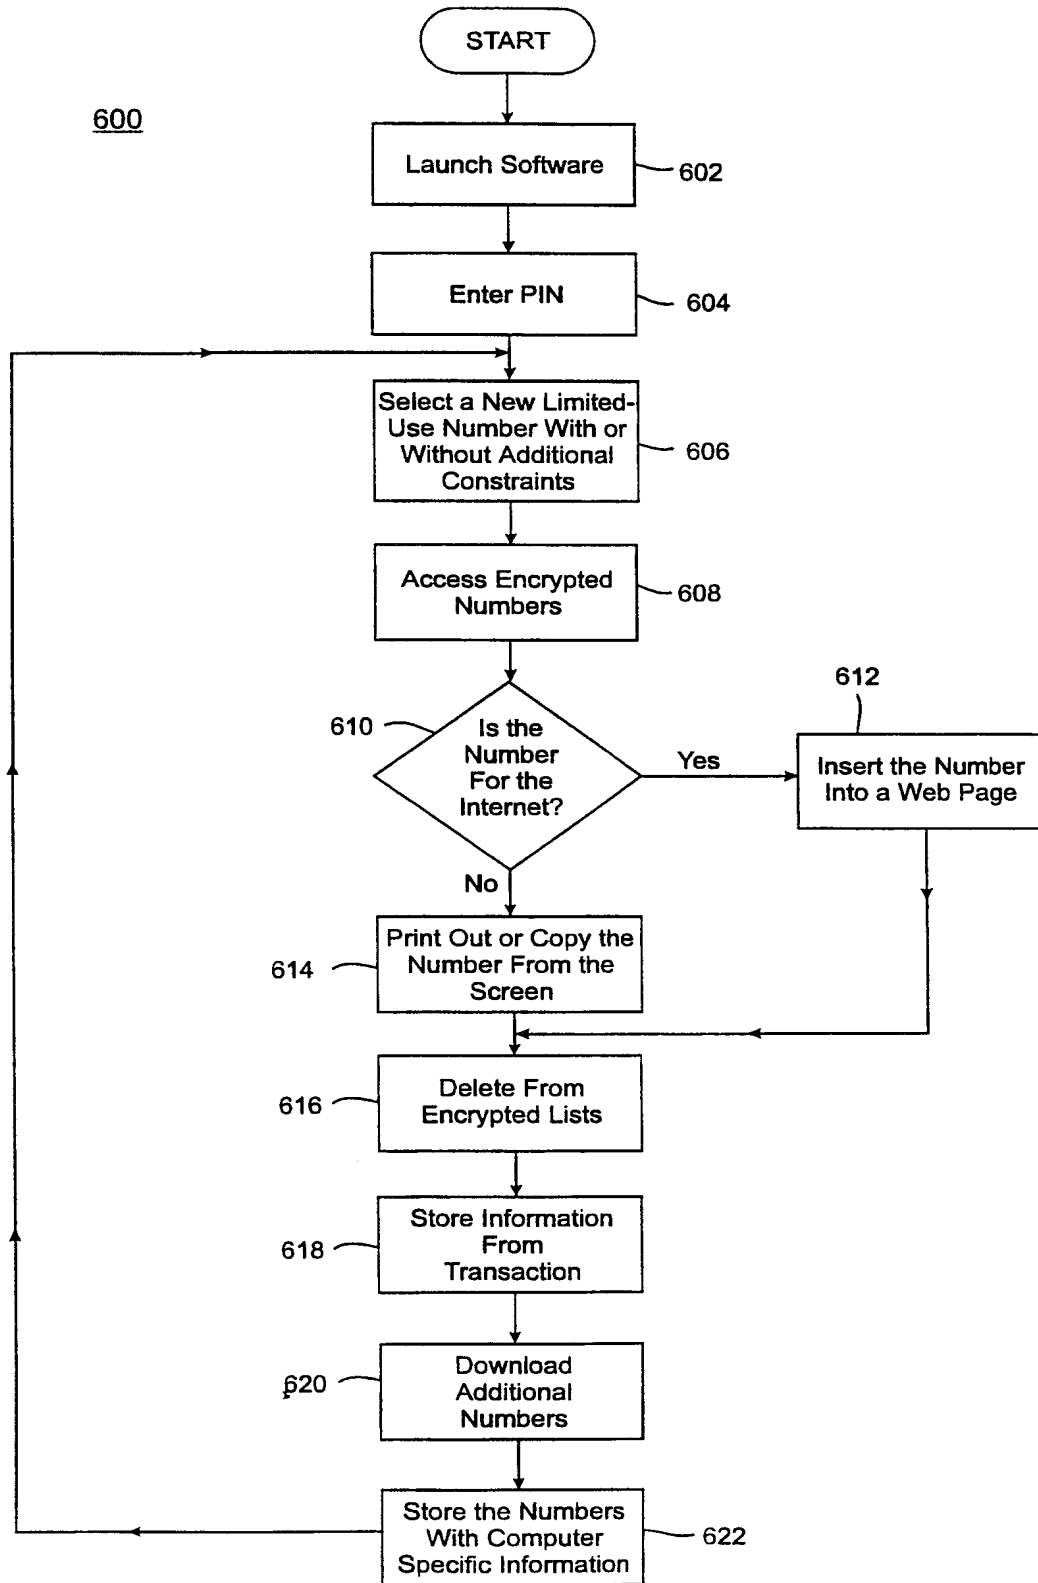 START
600
Launch Software
602
Enter PIN
604
Select a New Limited-
Use Number With or
Without Additional
Constraints
606
Access Encrypted
Numbers
608
610
Is the
Number
For the
Internet?
Yes
612
Insert the Number
Into a Web Page
No
Print Out or Copy the
Number From the
Screen
614
Delete From
Encrypted Lists
616
Store Information
From
Transaction
618
Download
Additional
Numbers
620
Store the Numbers
With Computer
Specific Information
622